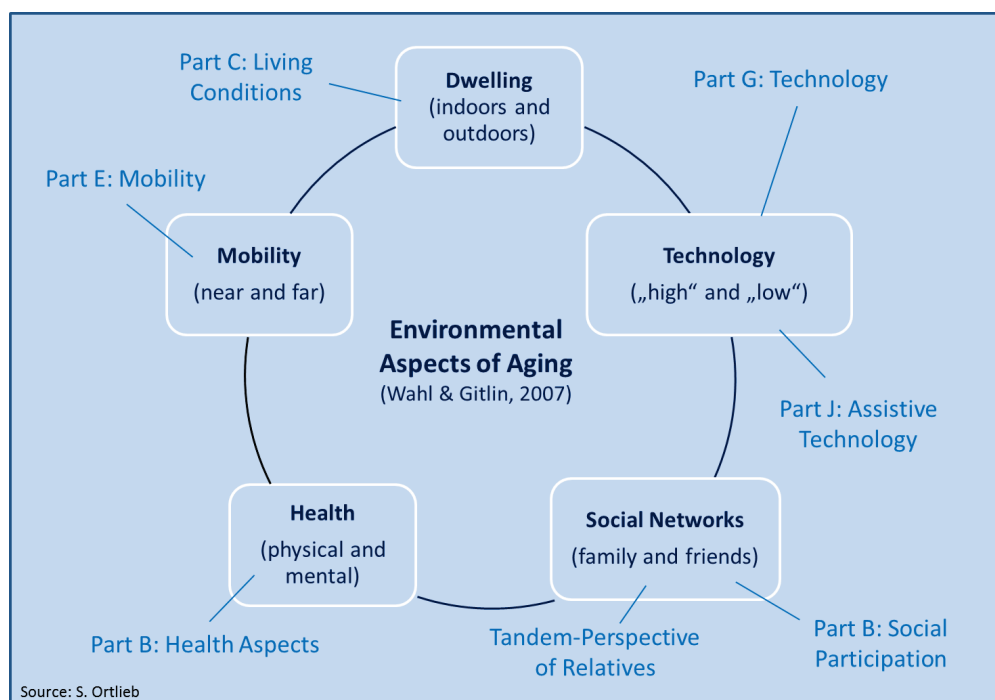 Part C: Living
Conditions
Dwelling
(indoors and
outdoors)
Part G: Technology
Part E: Mobility
Mobility
(near and far)
Technology
(„high“ and „low“)
Environmental
Aspects of Aging
(Wahl & Gitlin, 2007)
Part J: Assistive
Technology
Health
(physical and
mental)
Social Networks
(family and friends)
Part B: Health Aspects
Tandem-Perspective
of Relatives
Part B: Social
Participation
Source: S. Ortlieb